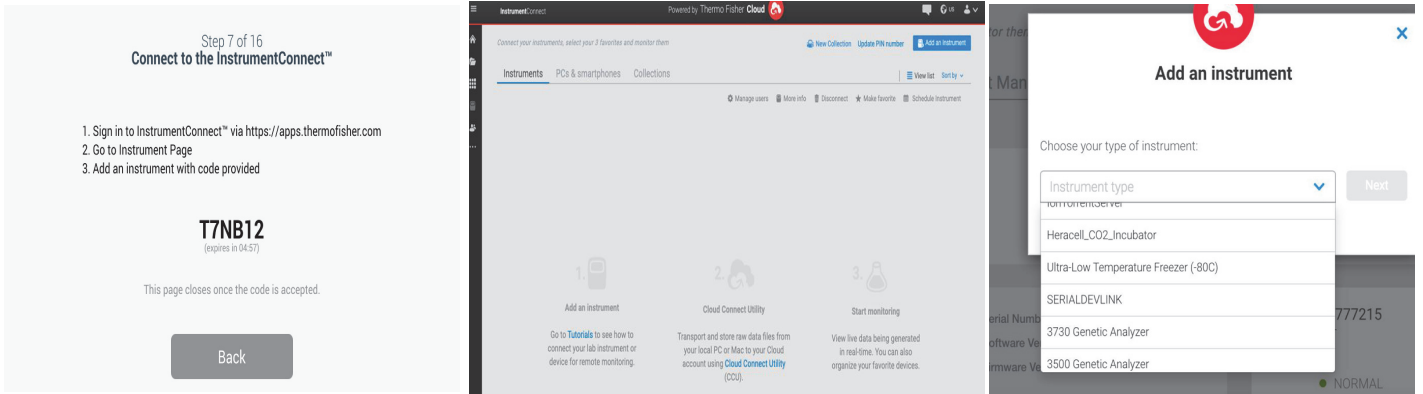 Step 7 of 16
Connect to the InstrumentConnect™
1. Sign in to InstrumentConnect™ via https://apps.thermofisher.com
2. Go to Instrument Page
3. Add an instrument with code provided
T7NB12
(expires in 04:57)
This page closes once the code is accepted.
Back
InstrumentConnect
Powered by Thermo Fisher Cloud
US
Connect your instruments, select your 3 favorites and monitor them
New Collection Update PIN number Add an instrument
Instruments PCs & smartphones Collections
View list Sort by
Manage users More info Disconnect Make favorite Schedule Instrument
1. 2. 3.
Add an instrument
Go to Tutorials to see how to
connect your lab instrument or
device for remote monitoring.
Cloud Connect Utility
Transport and store raw data files from
your local PC or Mac to your Cloud
account using Cloud Connect Utility
(CCU).
Start monitoring
View live data being generated
in real-time. You can also
organize your favorite devices.
Add an instrument
Choose your type of instrument:
Instrument type
Next
IonTorrentServer
Heracell_CO2_Incubator
Ultra-Low Temperature Freezer (-80C)
SERIALDEVLINK
3730 Genetic Analyzer
3500 Genetic Analyzer
777215
NORMAL